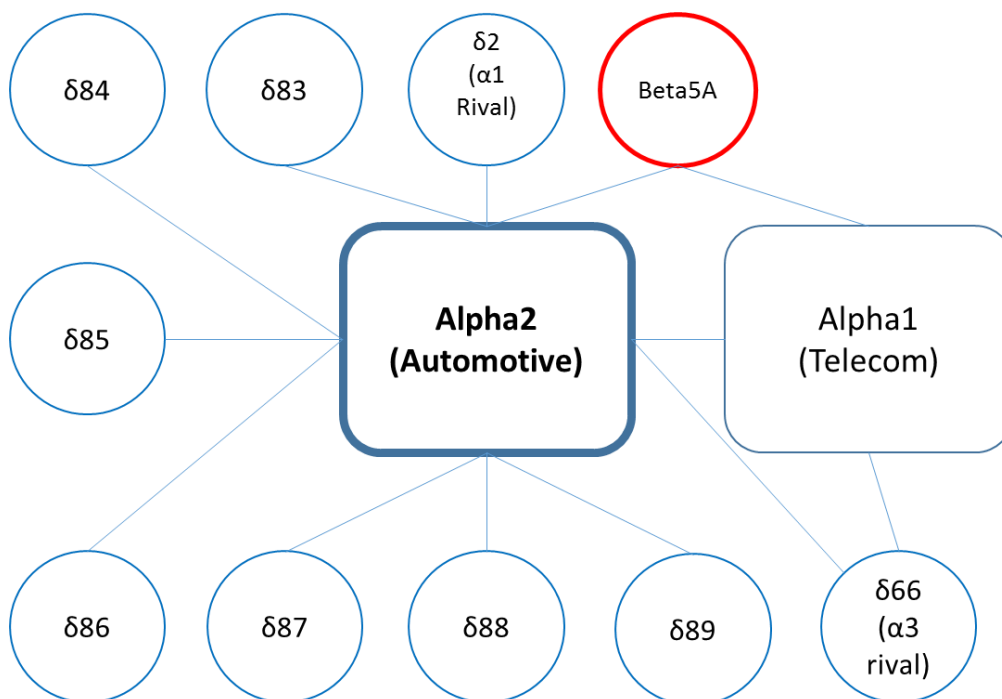 δ84
δ83
δ2
(α1
Rival)
Beta5A
δ85
Alpha2
(Automotive)
Alpha1
(Telecom)
δ86
δ87
δ88
δ89
δ66
(α3
rival)